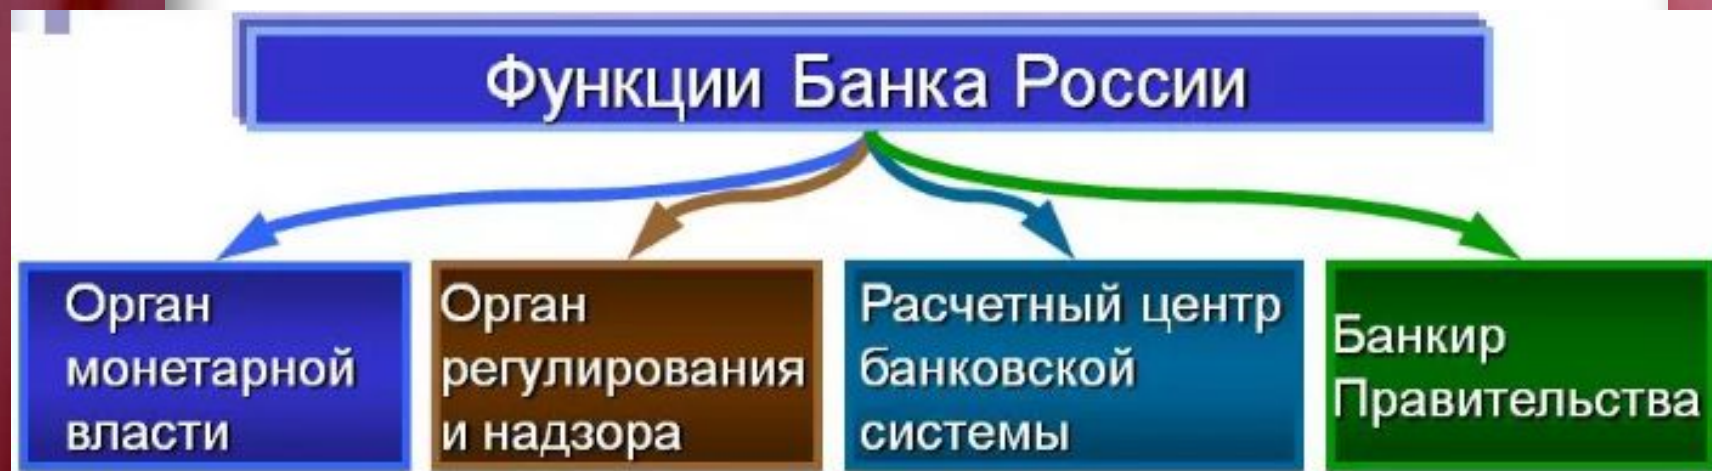 Функции Банка России
Орган
монетарной
власти
Орган
регулирования
и надзора
Расчетный центр
банковской
системы
Банкир
Правительства